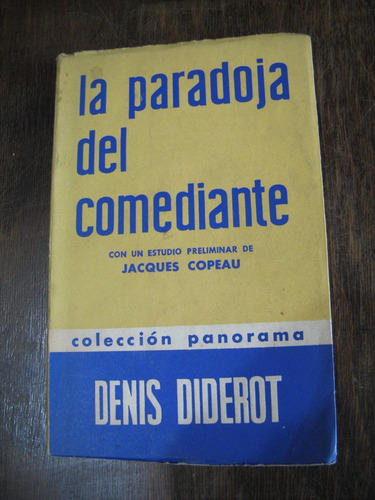 la paradoja
del
comediante
CON UN ESTUDIO PRELIMINAR DE
JACQUES COPEAU
colección panorama
DENIS DIDEROT